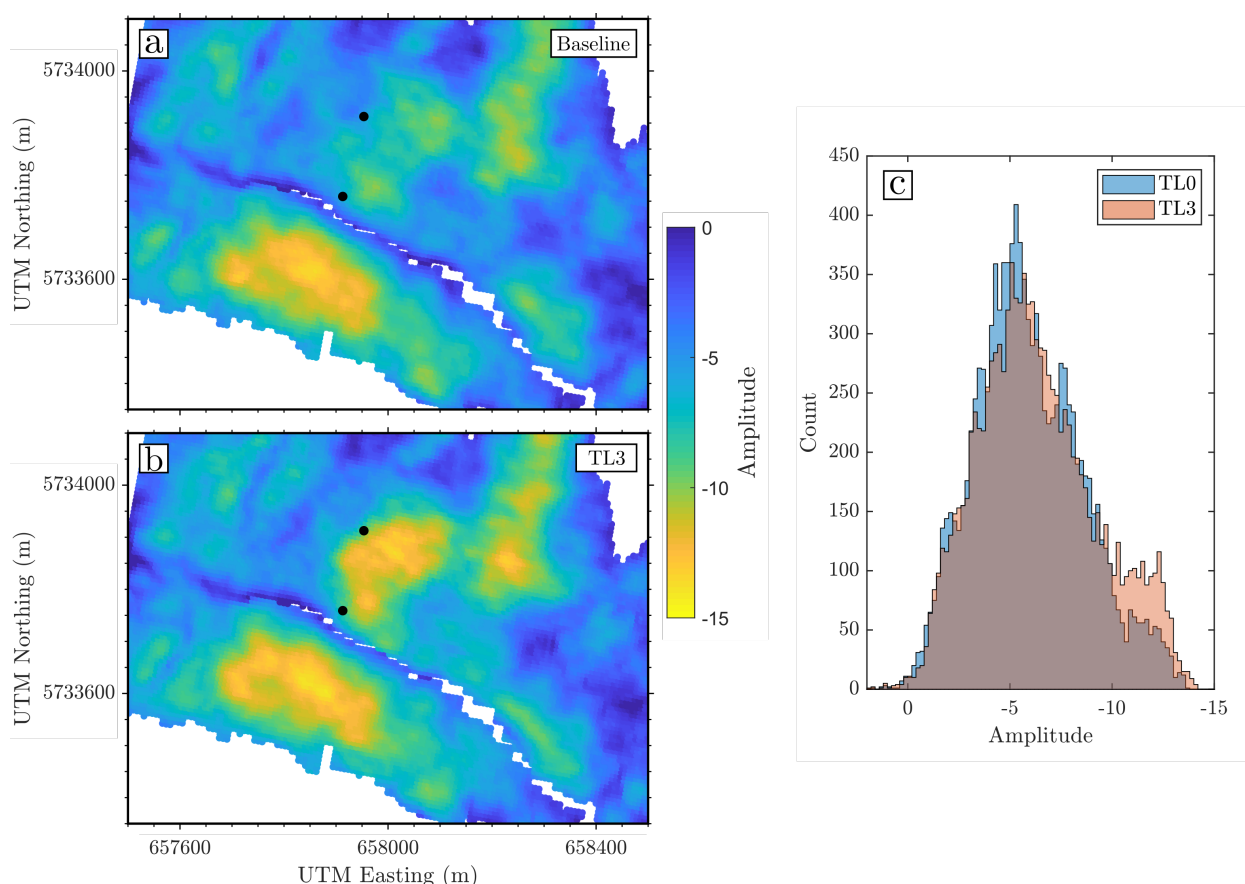 a
Baseline
5734000
5733600
UTM Northing (m)
b
TL3
5734000
5733600
UTM Northing (m)
657600
658000
658400
UTM Easting (m)
0
-5
-10
-15
Amplitude
c
TL0
TL3
450
400
350
300
250
200
150
100
50
0
Count
0
-5
-10
-15
Amplitude